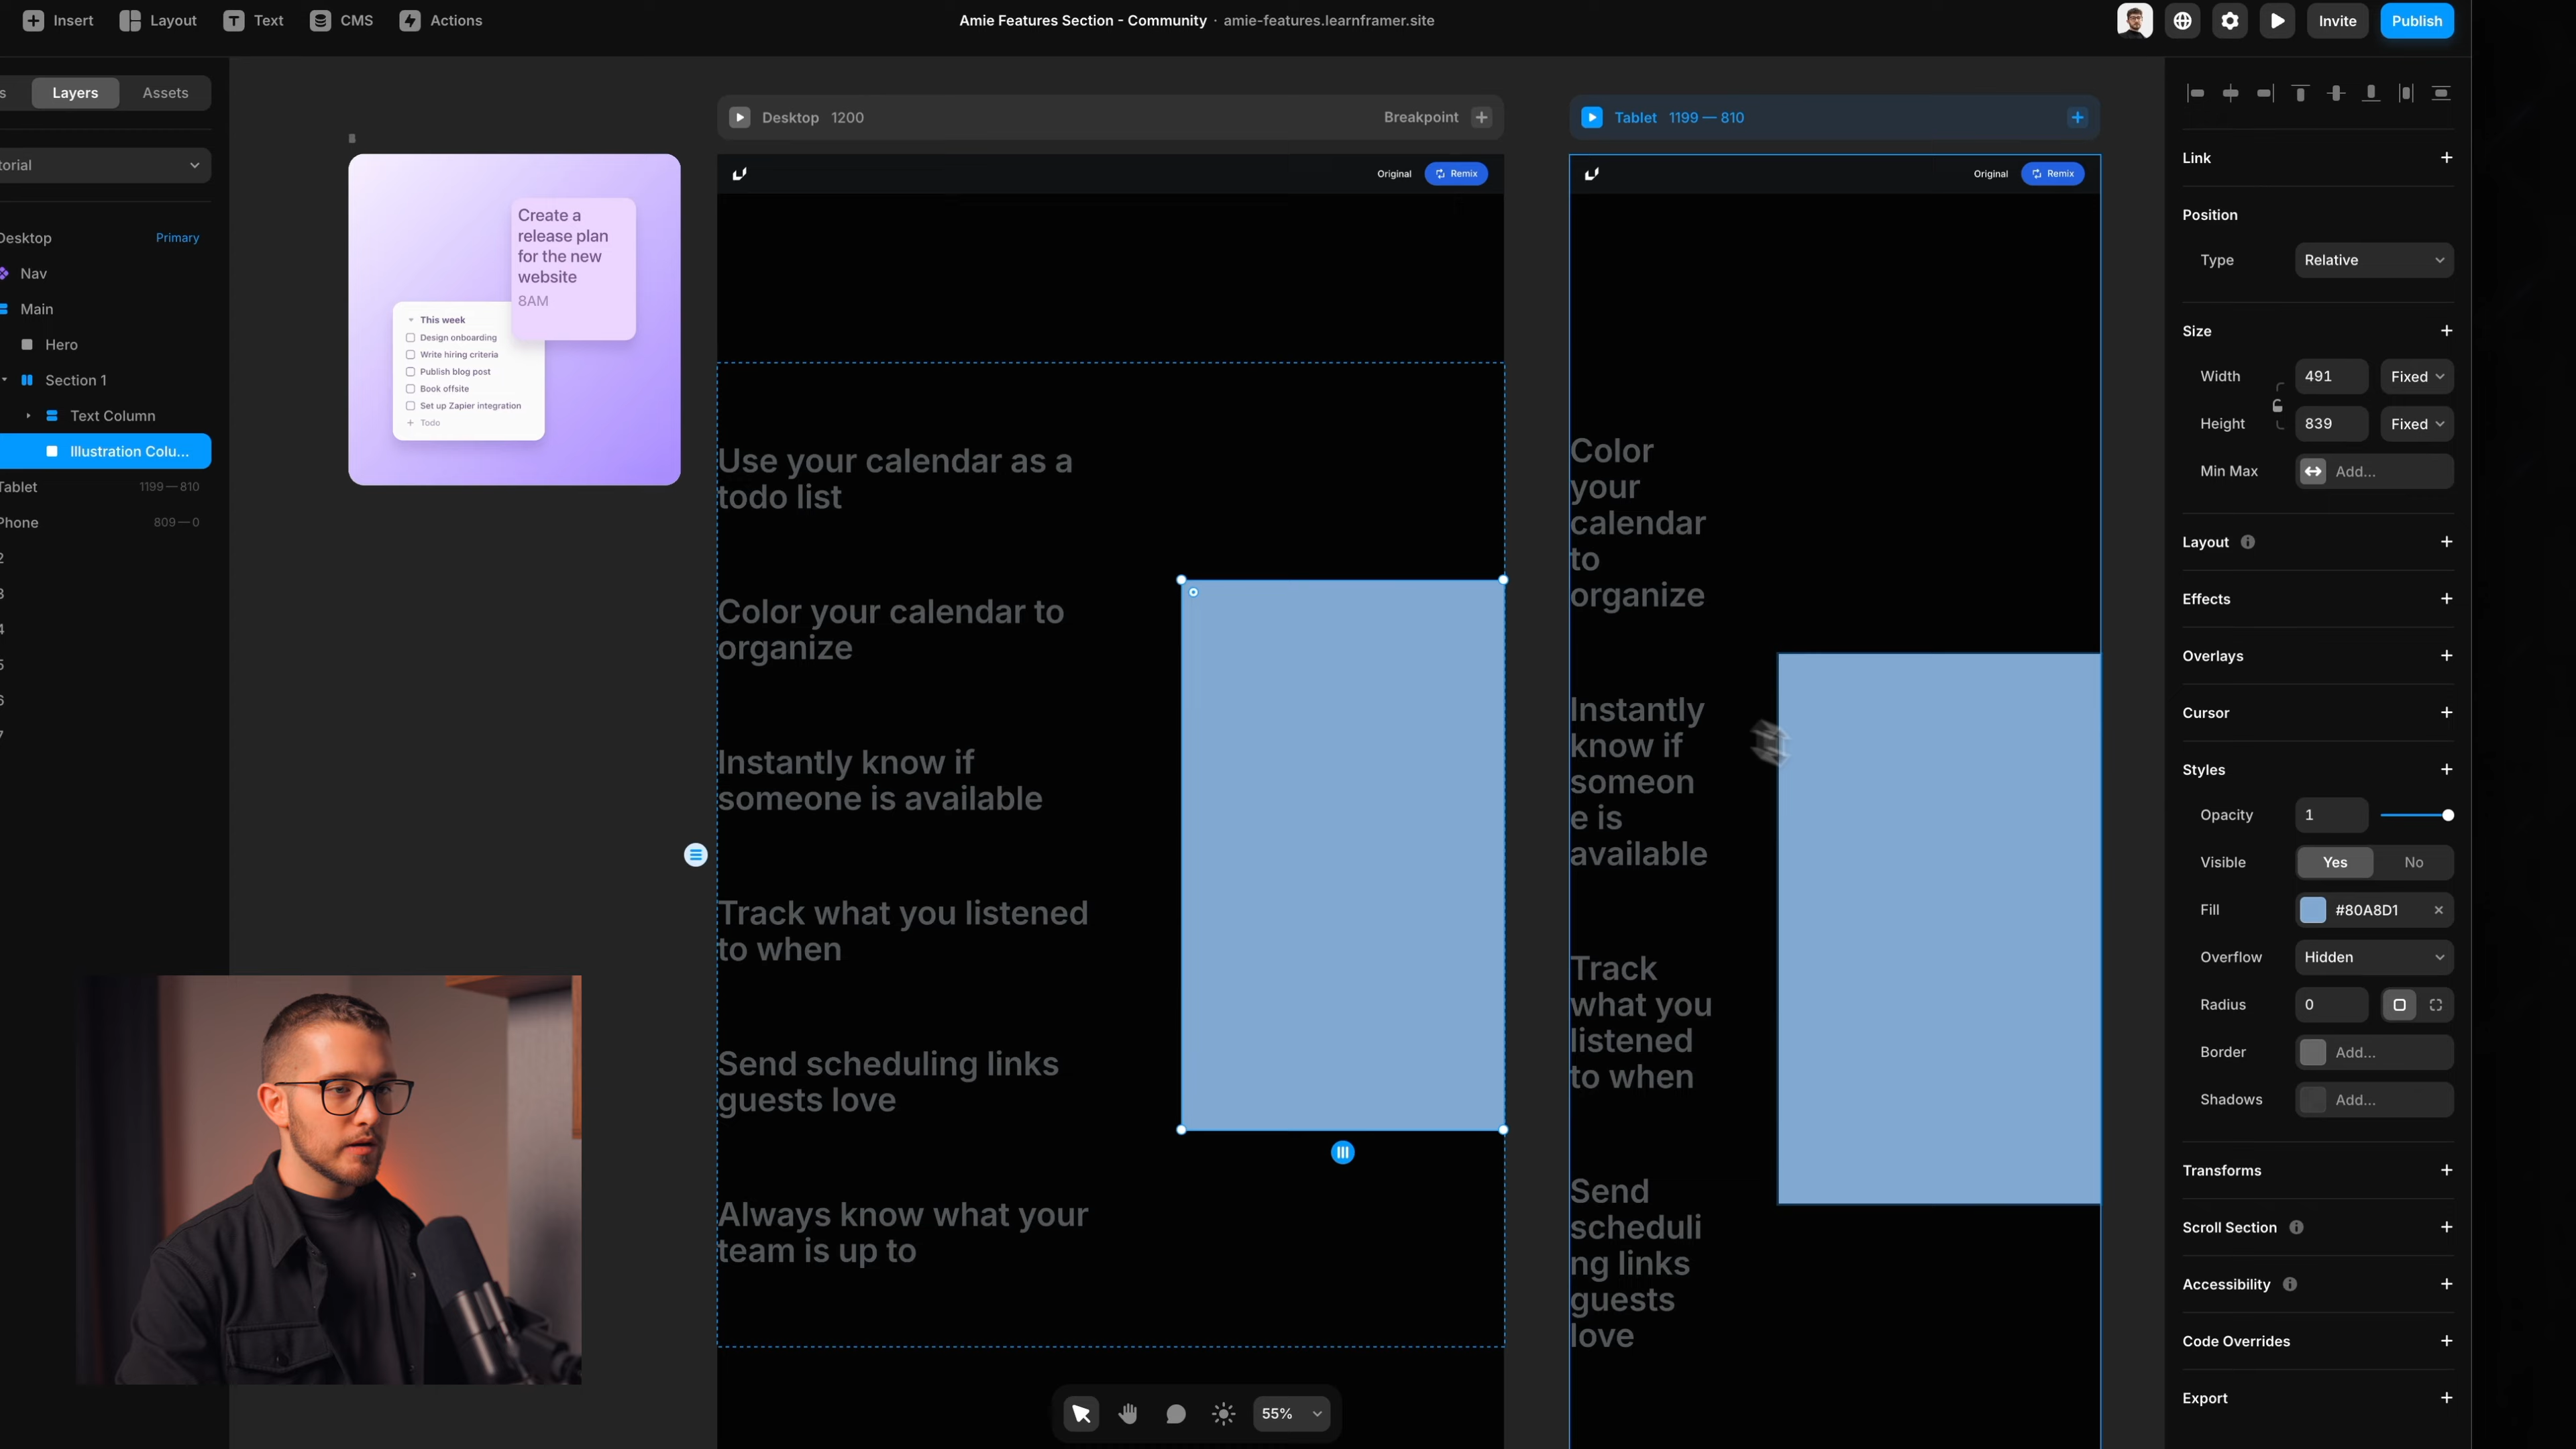 Insert
Layout
Text
CMS
Actions
Amie Features Section - Community · amie-features.learnframer.site
Invite
Publish
s
Layers
Assets
torial
Desktop
Primary
Nav
Main
Hero
Section 1
Text Column
Illustration Colu...
Tablet
1199 — 810
Phone
809 — 0
2
3
4
5
6
7
Create a
release plan
for the new
website
8AM
This week
Design onboarding
Write hiring criteria
Publish blog post
Book offsite
Set up Zapier integration
+ Todo
Desktop 1200
Breakpoint
Original
Remix
Use your calendar as a
todo list
Color your calendar to
organize
Instantly know if
someone is available
Track what you listened
to when
Send scheduling links
guests love
Always know what your
team is up to
Tablet 1199 — 810
Original
Remix
Color
your
calendar
to
organize
Instantly
know if
someon
e is
available
Track
what you
listened
to when
Send
scheduli
ng links
guests
love
55%
Link
Position
Type
Relative
Size
Width
491
Fixed
Height
839
Fixed
Min Max
Add...
Layout
Effects
Overlays
Cursor
Styles
Opacity
1
Visible
Yes
No
Fill
#80A8D1
Overflow
Hidden
Radius
0
Border
Add...
Shadows
Add...
Transforms
Scroll Section
Accessibility
Code Overrides
Export